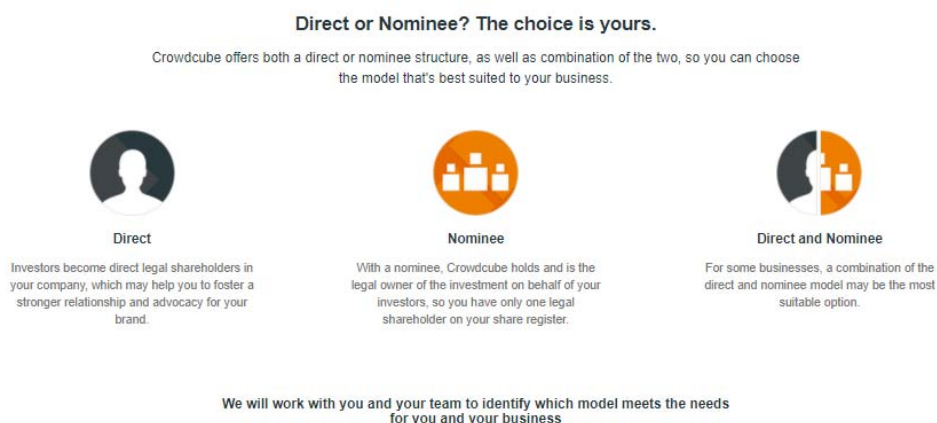 Direct or Nominee? The choice is yours.
Crowdcube offers both a direct or nominee structure, as well as combination of the two, so you can choose
the model that's best suited to your business.
Direct
Investors become direct legal shareholders in
your company, which may help you to foster a
stronger relationship and advocacy for your
brand.
Nominee
With a nominee, Crowdcube holds and is the
legal owner of the investment on behalf of your
investors, so you have only one legal
shareholder on your share register.
Direct and Nominee
For some businesses, a combination of the
direct and nominee model may be the most
suitable option.
We will work with you and your team to identify which model meets the needs
for you and your business